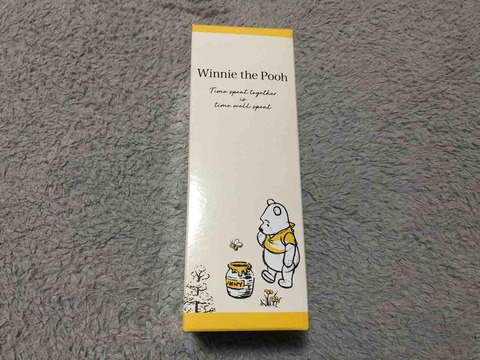 Winnie the Pooh
Time spent together
is
time well spent
HUNNY